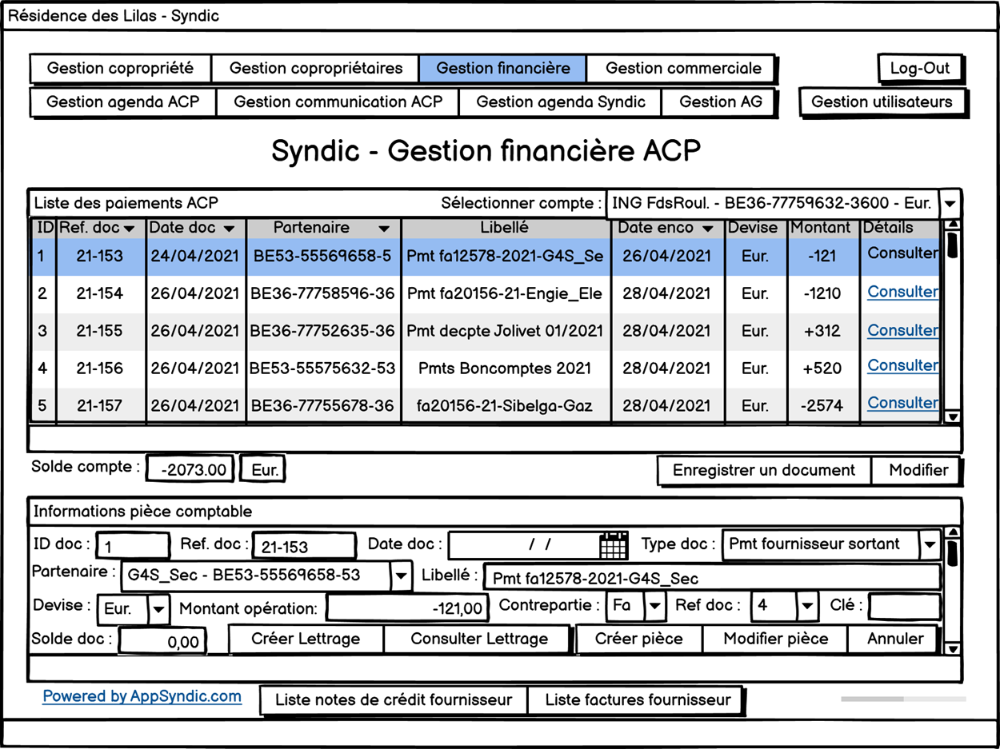 Résidence des Lilas - Syndic
Gestion copropriété Gestion copropriétaires Gestion financière Gestion commerciale Log-Out
Gestion agenda ACP Gestion communication ACP Gestion agenda Syndic Gestion AG Gestion utilisateurs
Syndic - Gestion financière ACP
Liste des paiements ACP Sélectionner compte : ING FdsRoul. - BE36-77759632-3600 - Eur.
ID Ref. doc Date doc Partenaire Libellé Date enco Devise Montant Détails
1 21-153 24/04/2021 BE53-55569658-5 Pmt fa12578-2021-G4S_Se 26/04/2021 Eur. -121 Consulter
2 21-154 26/04/2021 BE36-77758596-36 Pmt fa20156-21-Engie_Ele 28/04/2021 Eur. -1210 Consulter
3 21-155 26/04/2021 BE36-77752635-36 Pmt decpte Jolivet 01/2021 28/04/2021 Eur. +312 Consulter
4 21-156 26/04/2021 BE53-55575632-53 Pmts Boncomptes 2021 28/04/2021 Eur. +520 Consulter
5 21-157 26/04/2021 BE36-77755678-36 fa20156-21-Sibelga-Gaz 28/04/2021 Eur. -2574 Consulter
Solde compte : -2073.00 Eur. Enregistrer un document Modifier
Informations pièce comptable
ID doc : 1 Ref. doc : 21-153 Date doc : / / Type doc : Pmt fournisseur sortant
Partenaire : G4S_Sec - BE53-55569658-53 Libellé : Pmt fa12578-2021-G4S_Sec
Devise : Eur. Montant opération: -121,00 Contrepartie : Fa Ref doc : 4 Clé :
Solde doc : 0,00 Créer Lettrage Consulter Lettrage Créer pièce Modifier pièce Annuler
Powered by AppSyndic.com Liste notes de crédit fournisseur Liste factures fournisseur